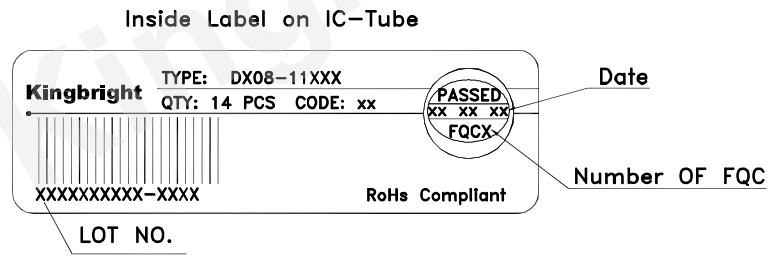 Inside Label on IC-Tube
Kingbright
TYPE: DX08-11XXX
QTY: 14 PCS CODE: xx
PASSED
xx xx xx
FQCX
Date
Number OF FQC
XXXXXXXXXX-XXXX
RoHs Compliant
LOT NO.